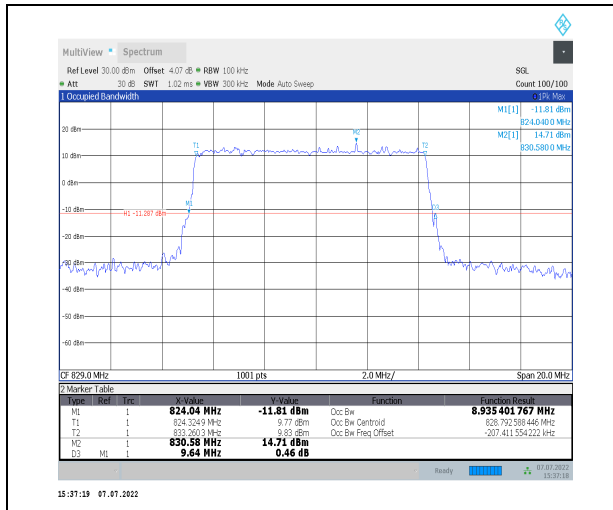 MultiView Spectrum
Ref Level 30.00 dBm Offset 4.07 dB RBW 100 kHz SGL
Att 30 dB SWT 1.02 ms VBW 300 kHz Mode Auto Sweep Count 100/100
1 Occupied Bandwidth 1Pk Max
M1[1] -11.81 dBm
824.0400 MHz
M2[1] 14.71 dBm
830.5800 MHz
20 dBm
M2
T1 T2
10 dBm
0 dBm
M1
D3
-10 dBm
H1 -11.287 dBm
-20 dBm
-30 dBm
-40 dBm
-50 dBm
-60 dBm
CF 829.0 MHz 1001 pts 2.0 MHz/ Span 20.0 MHz
2 Marker Table
Type Ref Trc X-Value Y-Value Function Function Result
M1 1 824.04 MHz -11.81 dBm Occ Bw 8.935 401 767 MHz
T1 1 824.3249 MHz 9.77 dBm Occ Bw Centroid 828.792 588 446 MHz
T2 1 833.2603 MHz 9.83 dBm Occ Bw Freq Offset -207.411 554 222 kHz
M2 1 830.58 MHz 14.71 dBm
D3 M1 1 9.64 MHz 0.46 dB
Ready 07.07.2022
15:37:18
15:37:19 07.07.2022